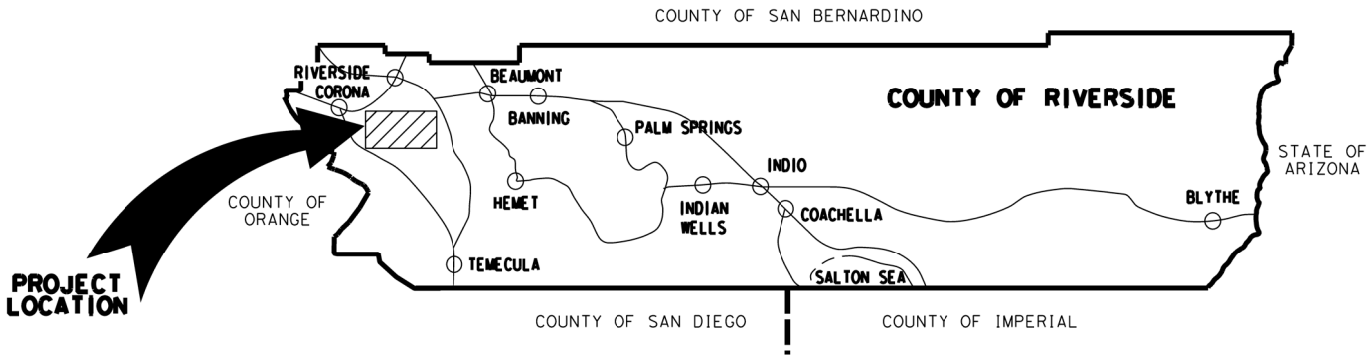 COUNTY OF SAN BERNARDINO
RIVERSIDE
CORONA
BEAUMONT
BANNING
COUNTY OF RIVERSIDE
PALM SPRINGS
STATE OF
ARIZONA
INDIO
HEMET
COUNTY OF
ORANGE
INDIAN
WELLS
COACHELLA
BLYTHE
TEMECULA
SALTON SEA
PROJECT
LOCATION
COUNTY OF SAN DIEGO
COUNTY OF IMPERIAL